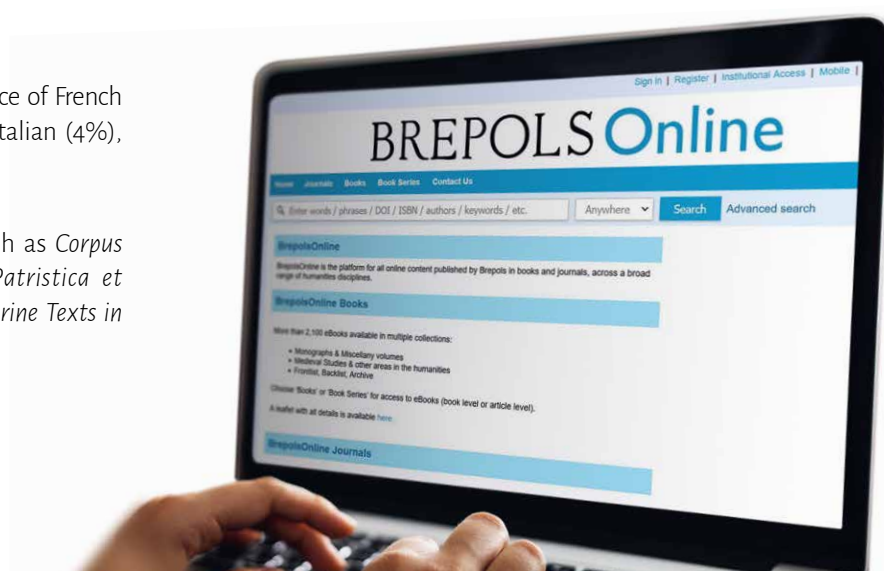 ce of French
talian (4%),
h as Corpus
Patristica et
rine Texts in
Sign in | Register | Institutional Access | Mobile |
BREPOLS Online
Home Journals Books Book Series Contact Us
Enter words / phrases / DOI / ISBN / authors / keywords / etc. Anywhere Search Advanced search
BrepolsOnline
BrepolsOnline is the platform for all online content published by Brepols in books and journals, across a broad
range of humanities disciplines.
BrepolsOnline Books
More than 2,100 eBooks available in multiple collections:
• Monographs & Miscellany volumes
• Medieval Studies & other areas in the humanities
• Frontlist, Backlist, Archive
Choose 'Books' or 'Book Series' for access to eBooks (book level or article level).
A leaflet with all details is available here.
BrepolsOnline Journals